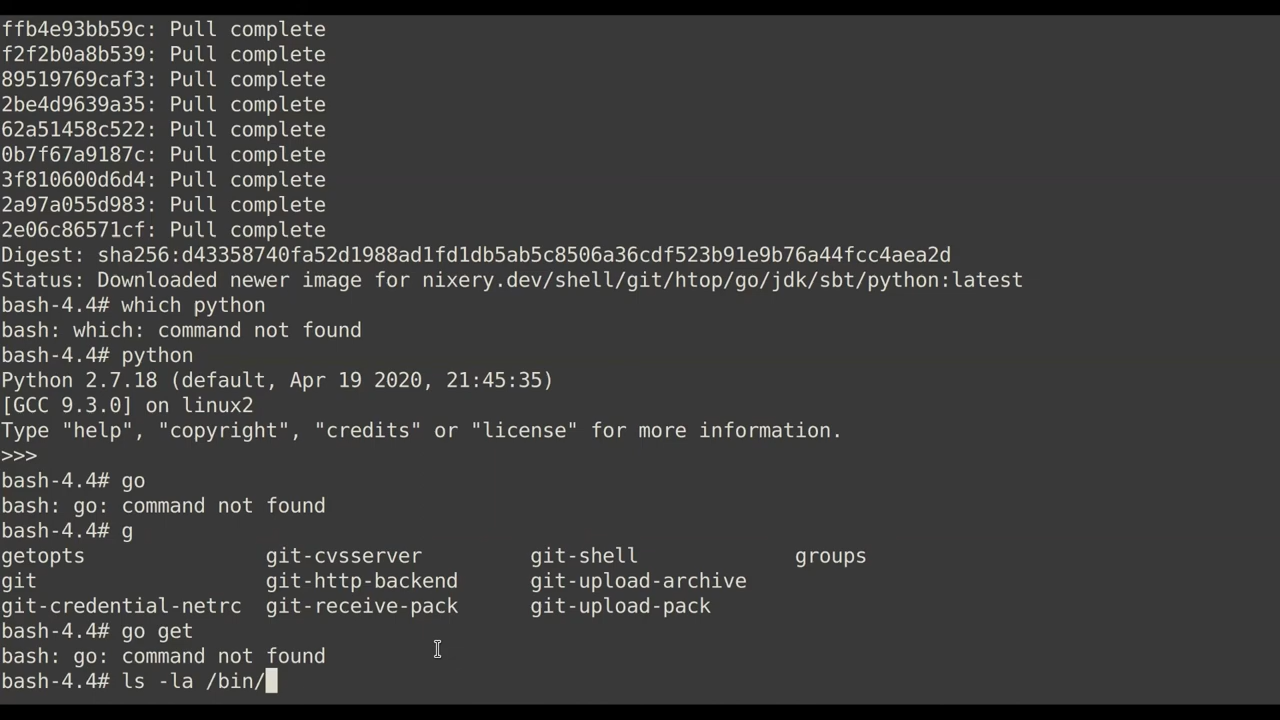 ffb4e93bb59c: Pull complete
f2f2b0a8b539: Pull complete
89519769caf3: Pull complete
2be4d9639a35: Pull complete
62a51458c522: Pull complete
0b7f67a9187c: Pull complete
3f810600d6d4: Pull complete
2a97a055d983: Pull complete
2e06c86571cf: Pull complete
Digest: sha256:d43358740fa52d1988ad1fd1db5ab5c8506a36cdf523b91e9b76a44fcc4aea2d
Status: Downloaded newer image for nixery.dev/shell/git/htop/go/jdk/sbt/python:latest
bash-4.4# which python
bash: which: command not found
bash-4.4# python
Python 2.7.18 (default, Apr 19 2020, 21:45:35)
[GCC 9.3.0] on linux2
Type "help", "copyright", "credits" or "license" for more information.
>>>
bash-4.4# go
bash: go: command not found
bash-4.4# g
getopts git-cvsserver git-shell groups
git git-http-backend git-upload-archive
git-credential-netrc git-receive-pack git-upload-pack
bash-4.4# go get
bash: go: command not found
bash-4.4# ls -la /bin/